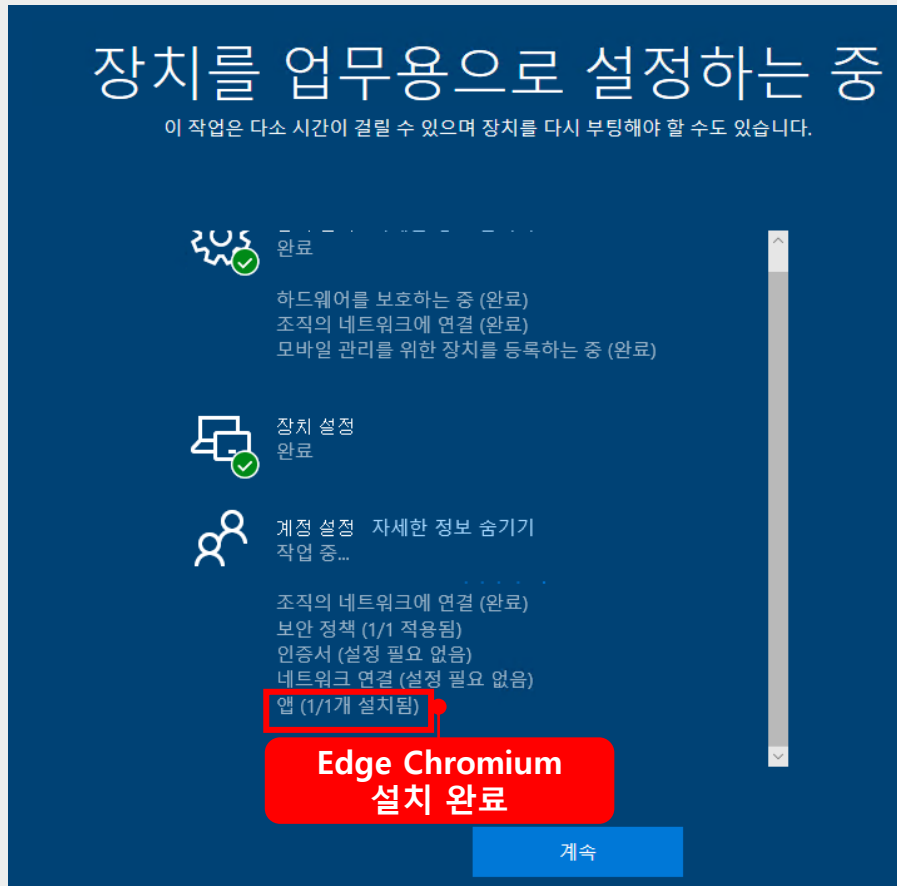 장치를 업무용으로 설정하는 중
이 작업은 다소 시간이 걸릴 수 있으며 장치를 다시 부팅해야 할 수도 있습니다.
완료
하드웨어를 보호하는 중 (완료)
조직의 네트워크에 연결 (완료)
모바일 관리를 위한 장치를 등록하는 중 (완료)
장치 설정
완료
계정 설정 자세한 정보 숨기기
작업 중...
조직의 네트워크에 연결 (완료)
보안 정책 (1/1 적용됨)
인증서 (설정 필요 없음)
네트워크 연결 (설정 필요 없음)
앱 (1/1개 설치됨)
Edge Chromium
설치 완료
계속